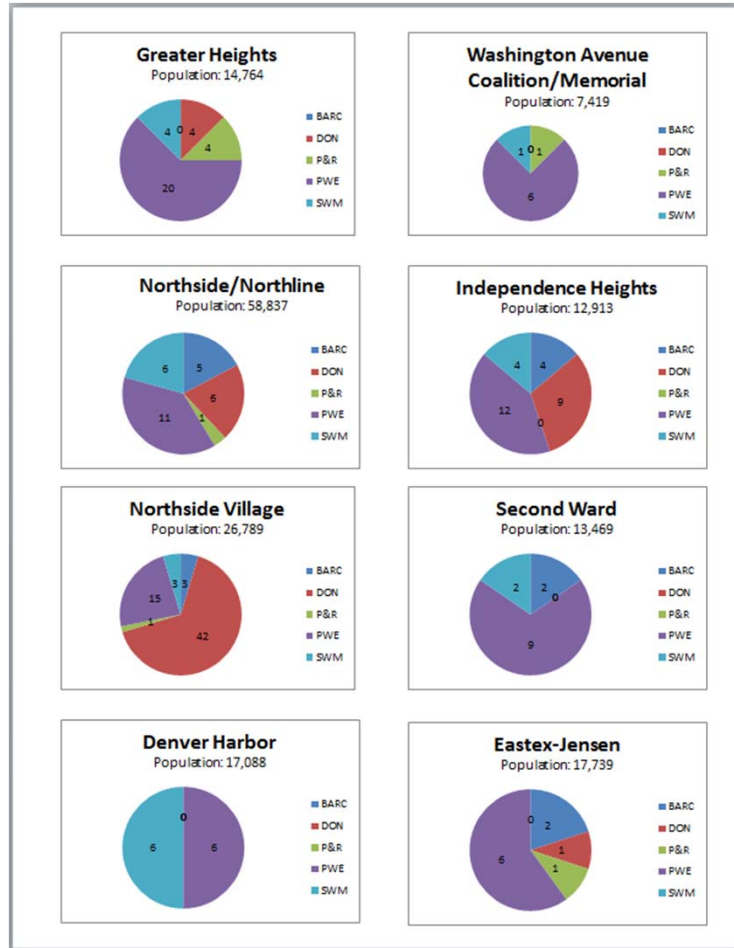 Greater Heights
Population: 14,764
4
0
4
4
20
BARC
DON
P&R
PWE
SWM
Washington Avenue
Coalition/Memorial
Population: 7,419
1
0
1
6
BARC
DON
P&R
PWE
SWM
Northside/Northline
Population: 58,837
6
5
6
1
11
BARC
DON
P&R
PWE
SWM
Independence Heights
Population: 12,913
4
4
9
12
0
BARC
DON
P&R
PWE
SWM
Northside Village
Population: 26,789
3
3
15
1
42
BARC
DON
P&R
PWE
SWM
Second Ward
Population: 13,469
2
2
0
9
BARC
DON
P&R
PWE
SWM
Denver Harbor
Population: 17,088
0
6
6
BARC
DON
P&R
PWE
SWM
Eastex-Jensen
Population: 17,739
0
2
1
1
6
BARC
DON
P&R
PWE
SWM